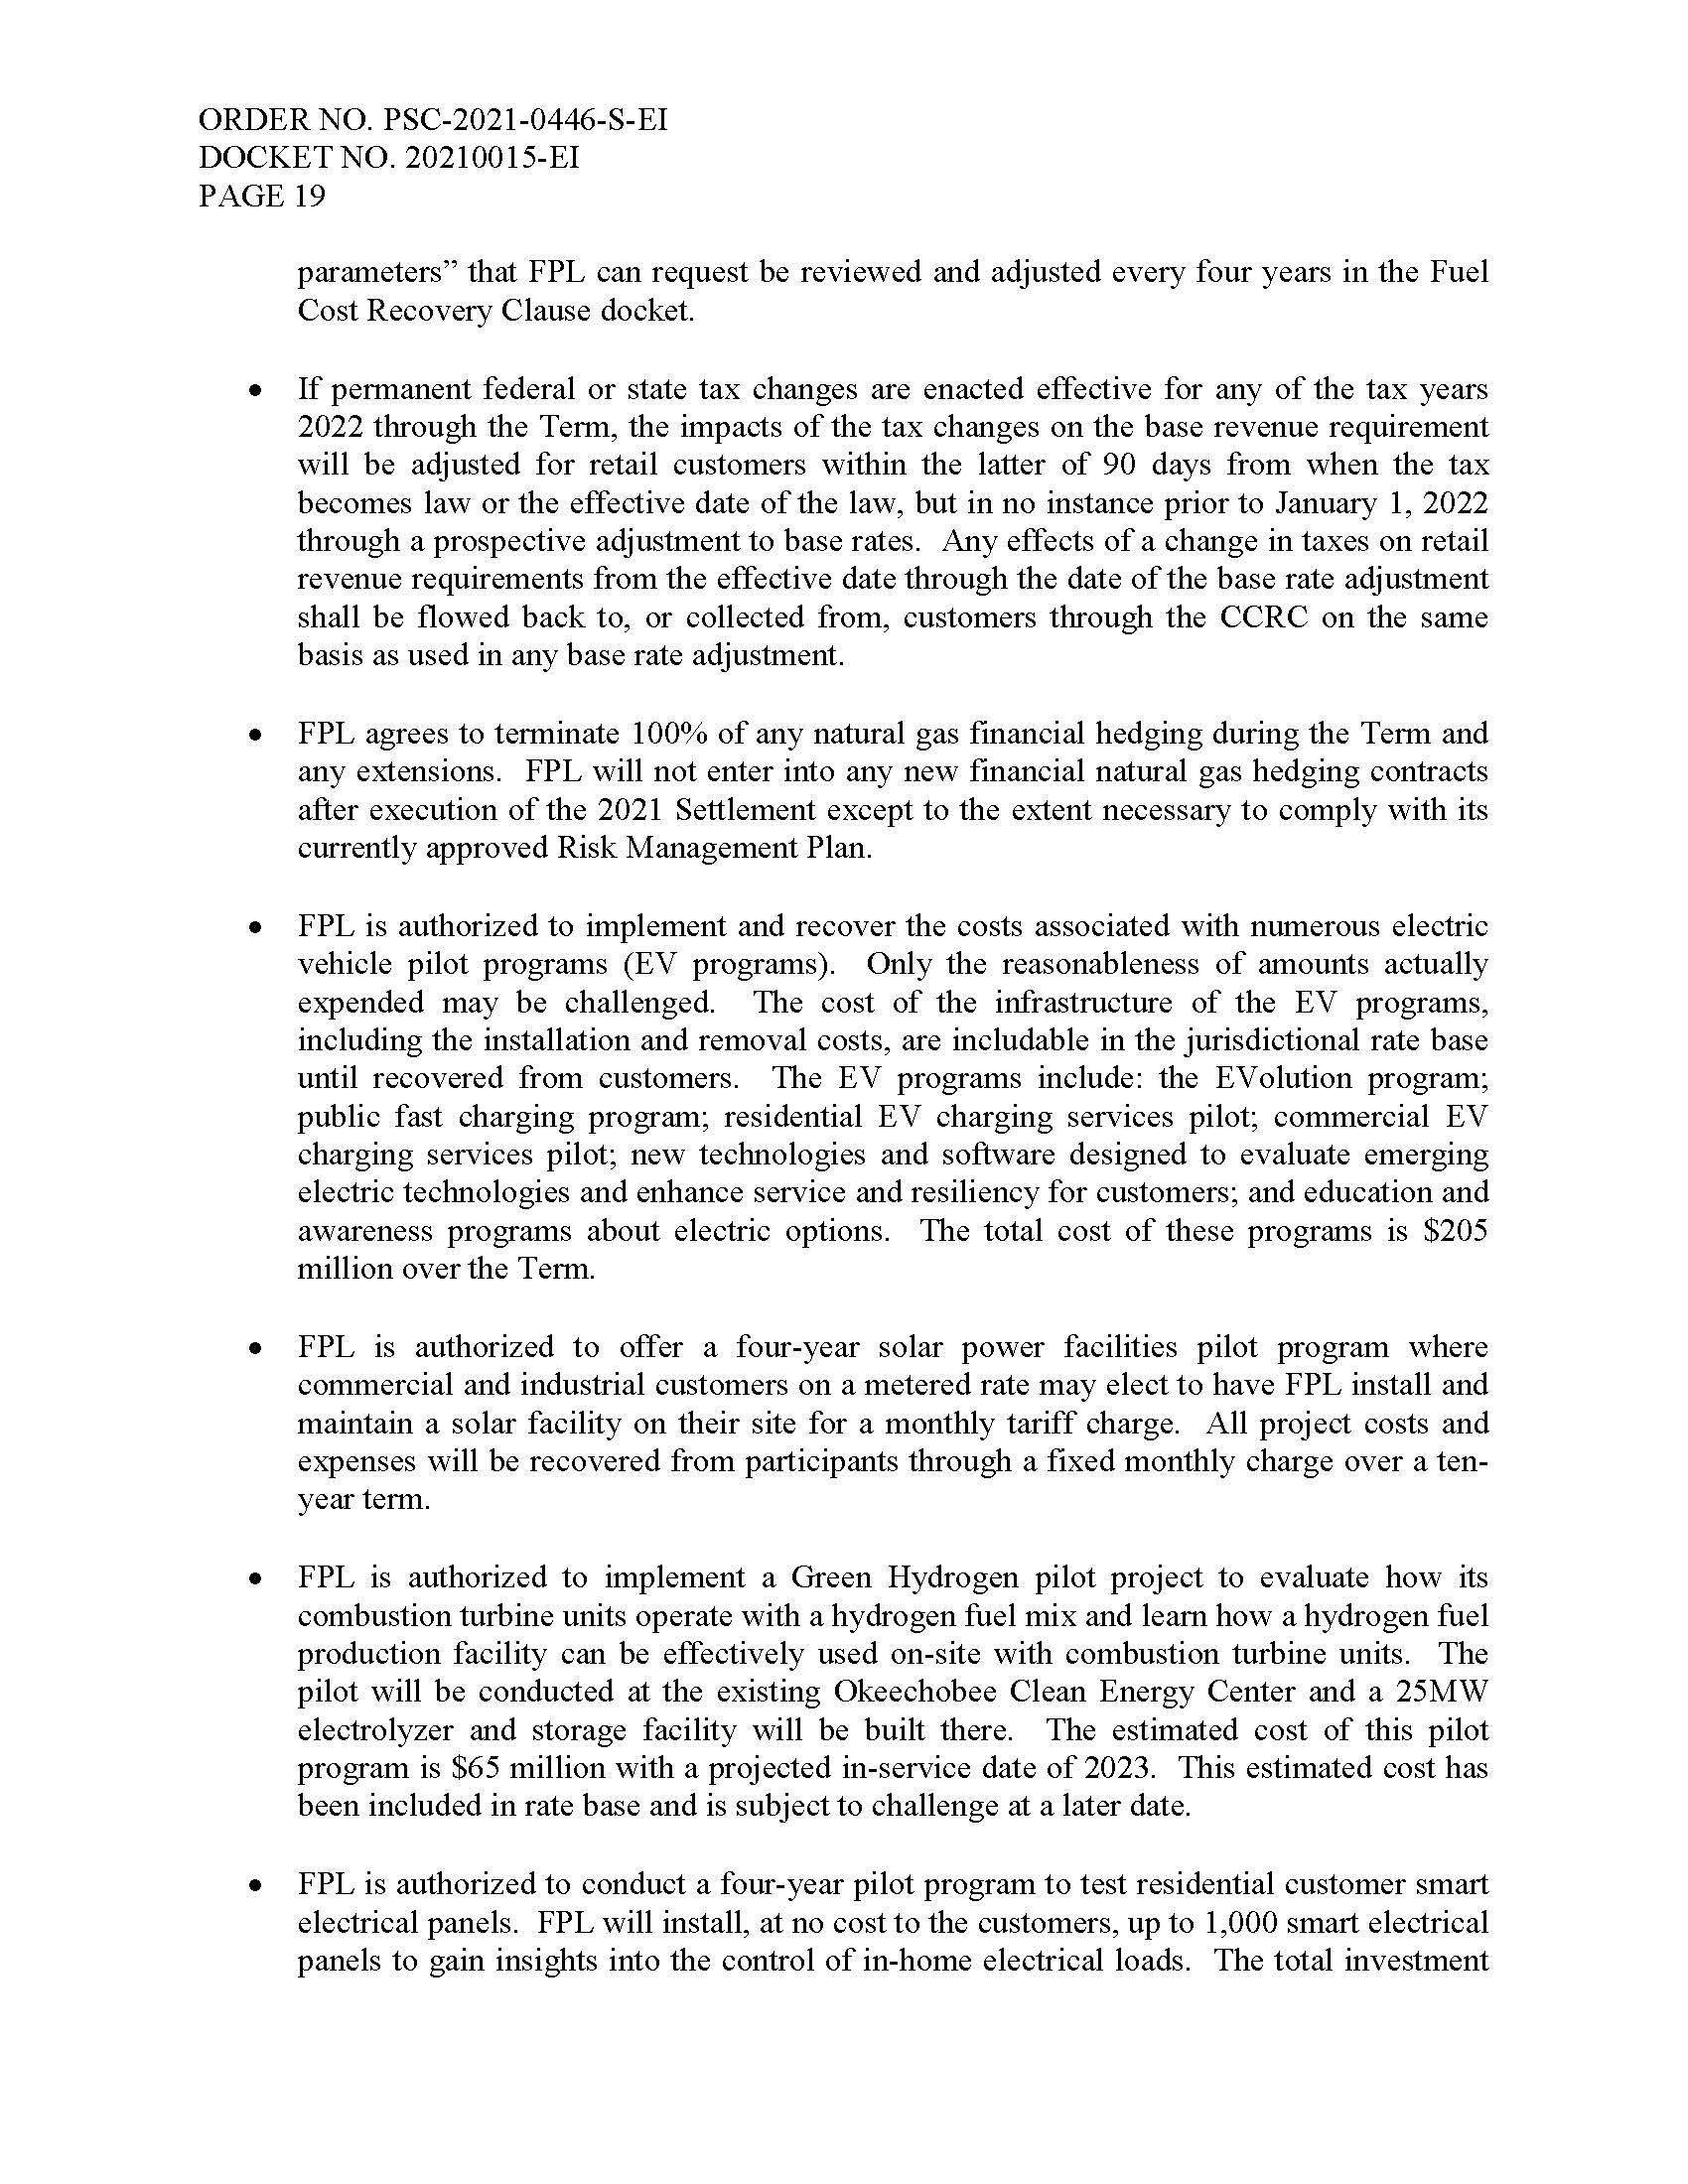 ORDER NO. PSC-2021-0446-S-EI
DOCKET NO. 20210015-EI
PAGE 19
parameters” that FPL can request be reviewed and adjusted every four years in the Fuel
Cost Recovery Clause docket.
• If permanent federal or state tax changes are enacted effective for any of the tax years
2022 through the Term, the impacts of the tax changes on the base revenue requirement
will be adjusted for retail customers within the latter of 90 days from when the tax
becomes law or the effective date of the law, but in no instance prior to January 1, 2022
through a prospective adjustment to base rates. Any effects of a change in taxes on retail
revenue requirements from the effective date through the date of the base rate adjustment
shall be flowed back to, or collected from, customers through the CCRC on the same
basis as used in any base rate adjustment.
• FPL agrees to terminate 100% of any natural gas financial hedging during the Term and
any extensions. FPL will not enter into any new financial natural gas hedging contracts
after execution of the 2021 Settlement except to the extent necessary to comply with its
currently approved Risk Management Plan.
• FPL is authorized to implement and recover the costs associated with numerous electric
vehicle pilot programs (EV programs). Only the reasonableness of amounts actually
expended may be challenged. The cost of the infrastructure of the EV programs,
including the installation and removal costs, are includable in the jurisdictional rate base
until recovered from customers. The EV programs include: the EVolution program;
public fast charging program; residential EV charging services pilot; commercial EV
charging services pilot; new technologies and software designed to evaluate emerging
electric technologies and enhance service and resiliency for customers; and education and
awareness programs about electric options. The total cost of these programs is $205
million over the Term.
• FPL is authorized to offer a four-year solar power facilities pilot program where
commercial and industrial customers on a metered rate may elect to have FPL install and
maintain a solar facility on their site for a monthly tariff charge. All project costs and
expenses will be recovered from participants through a fixed monthly charge over a ten-
year term.
• FPL is authorized to implement a Green Hydrogen pilot project to evaluate how its
combustion turbine units operate with a hydrogen fuel mix and learn how a hydrogen fuel
production facility can be effectively used on-site with combustion turbine units. The
pilot will be conducted at the existing Okeechobee Clean Energy Center and a 25MW
electrolyzer and storage facility will be built there. The estimated cost of this pilot
program is $65 million with a projected in-service date of 2023. This estimated cost has
been included in rate base and is subject to challenge at a later date.
• FPL is authorized to conduct a four-year pilot program to test residential customer smart
electrical panels. FPL will install, at no cost to the customers, up to 1,000 smart electrical
panels to gain insights into the control of in-home electrical loads. The total investment